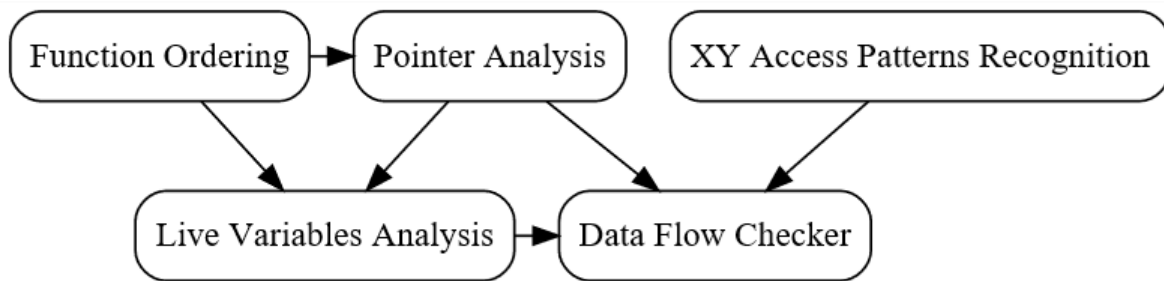 Function Ordering
Pointer Analysis
XY Access Patterns Recognition
Live Variables Analysis
Data Flow Checker